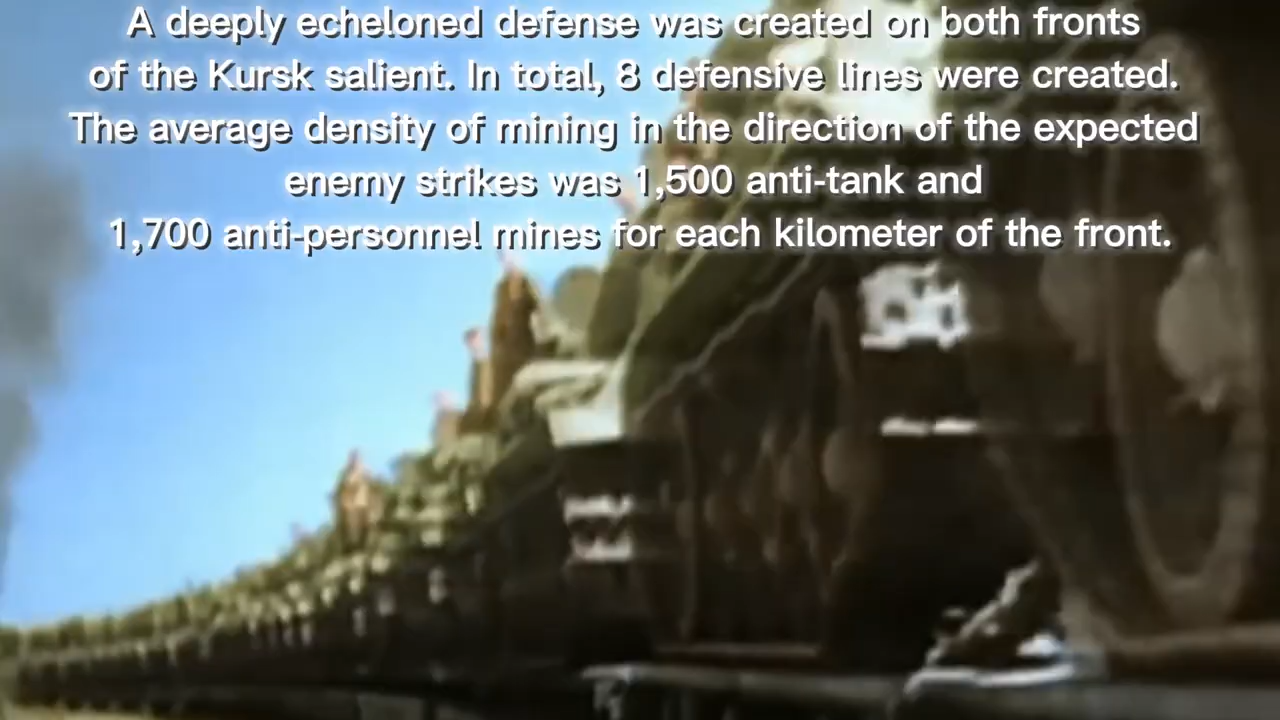 A deeply echeloned defense was created on both fronts
of the Kursk salient. In total, 8 defensive lines were created.
The average density of mining in the direction of the expected
enemy strikes was 1,500 anti-tank and
1,700 anti-personnel mines for each kilometer of the front.